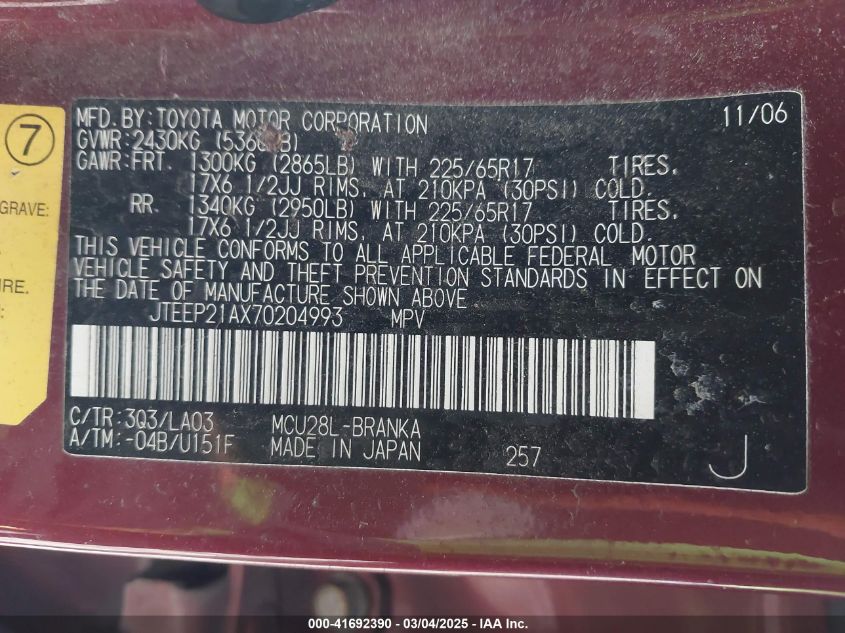 7
GRAVE:
URE.
MFD.BY:TOYOTA MOTOR CORPORATION 11/06
GVWR:2430KG
GAWR:FRT. 1300KG (2865LB) WITH 225/65R17 TIRES.
17X6 1/2JJ RIMS, AT 210KPA (30PSI) COLD.
RR. 1340KG (2950LB) WITH 225/65R17 TIRES.
17X6 1/2JJ RIMS, AT 210KPA (30PSI) COLD.
THIS VEHICLE CONFORMS TO ALL APPLICABLE FEDERAL MOTOR
VEHICLE SAFETY AND THEFT PREVENTION STANDARDS IN EFFECT ON
THE DATE OF MANUFACTURE SHOWN ABOVE
JTEEP21AX70204993 MPV
C/TR: 3Q3/LA03 MCU28L-BRANKA
A/TM: -04B/U151F MADE IN JAPAN 257 J
000-41692390 - 03/04/2025 - IAA Inc.